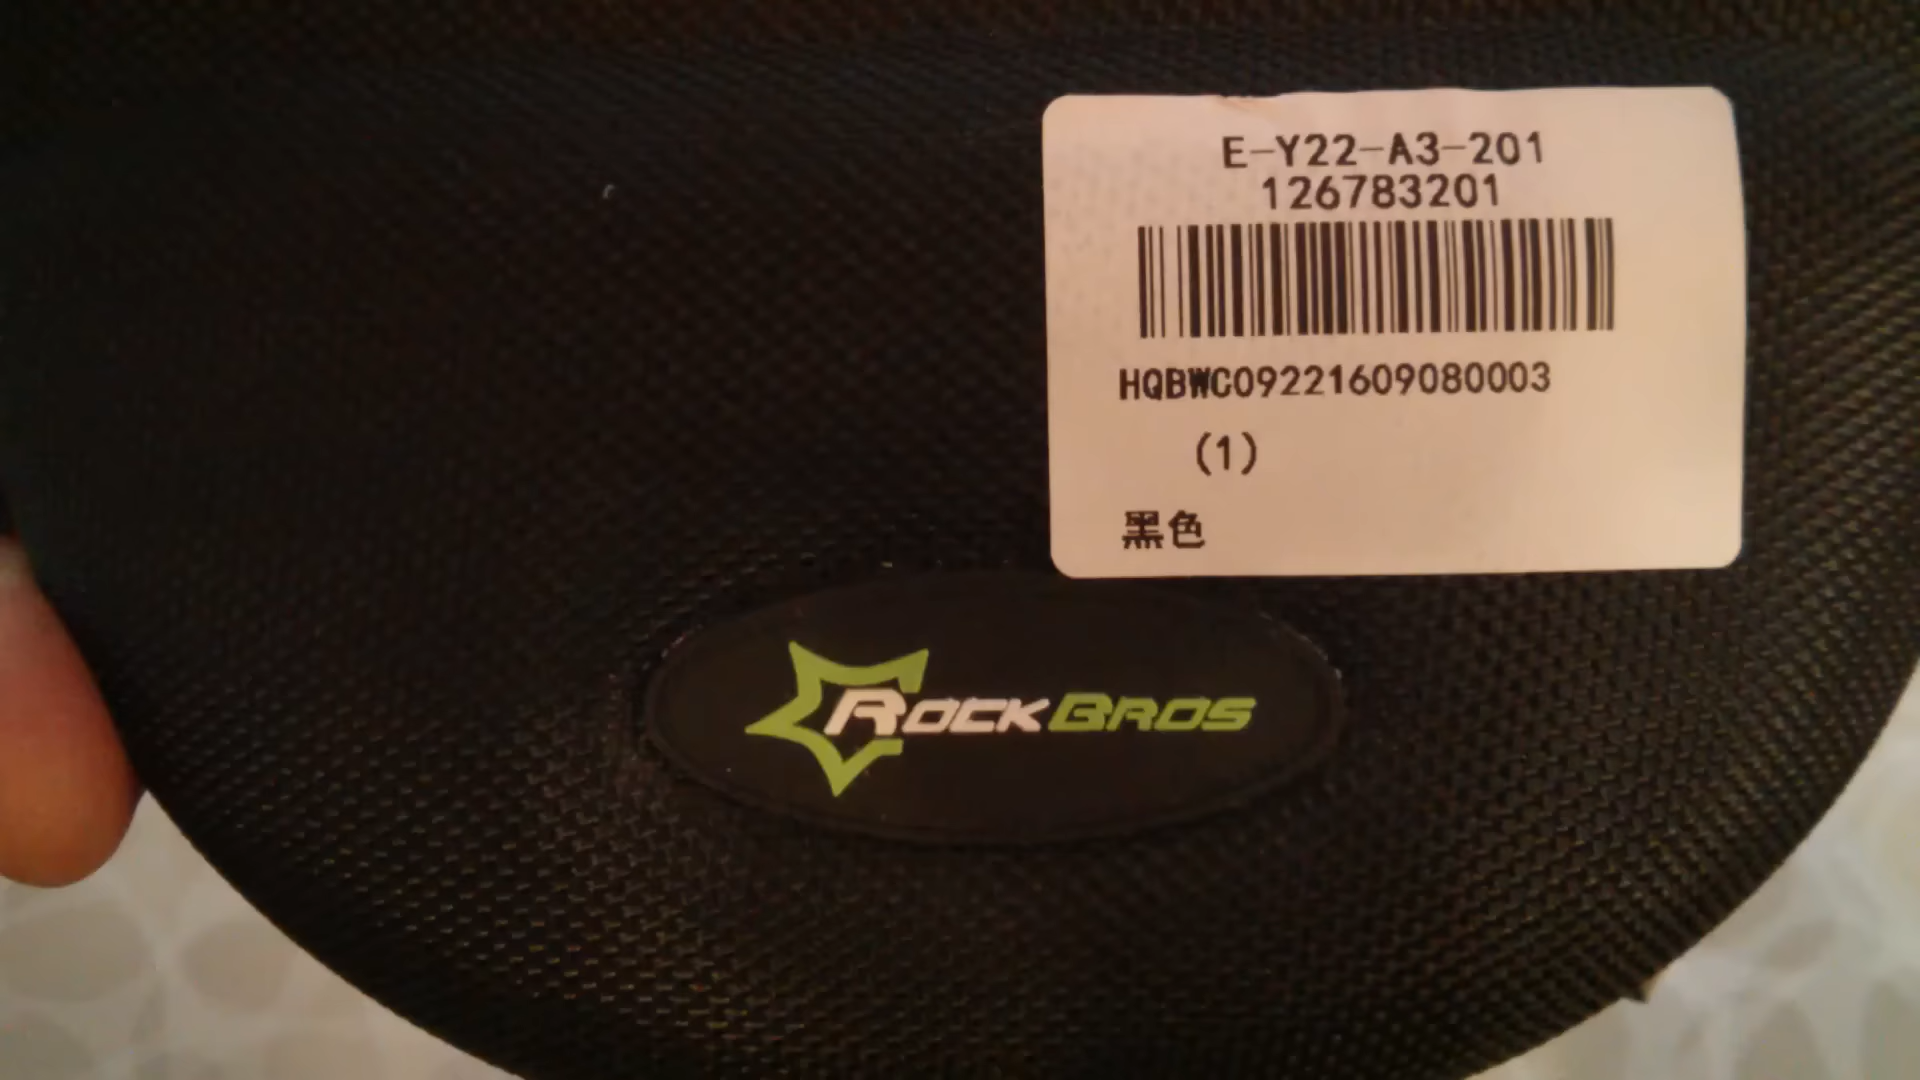 E-Y22-A3-201
126783201
HQBWC09221609080003
(1)
黑色
ROCKBROS